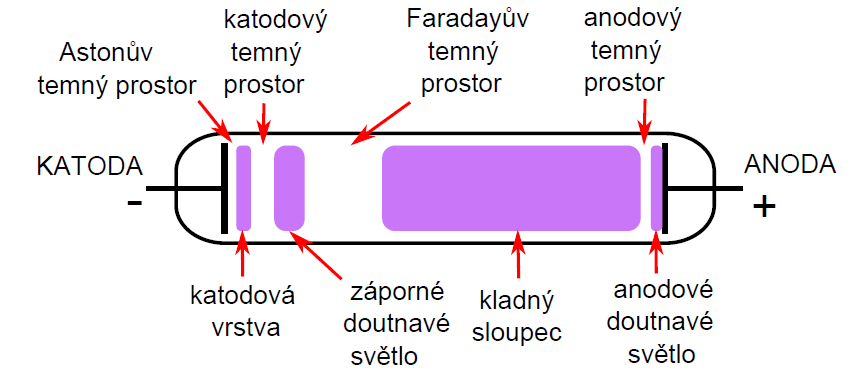 Astonův
temný prostor
katodový
temný
prostor
Faradayův
temný
prostor
anodový
temný
prostor
KATODA
-
ANODA
+
katodová
vrstva
záporné
doutnavé
světlo
kladný
sloupec
anodové
doutnavé
světlo